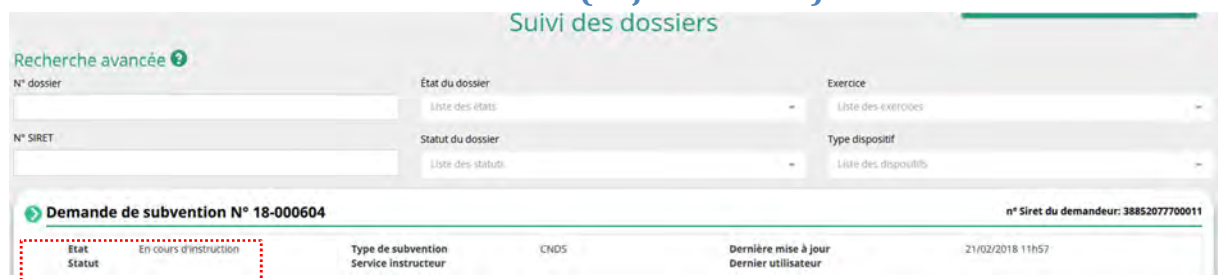 Suivi des dossiers
Recherche avancée ?
N° dossier
État du dossier
Exercice
Liste des états
Liste des exercices
N° SIRET
Statut du dossier
Type dispositif
Liste des statuts
Liste des dispositifs
Demande de subvention N° 18-000604
n° Siret du demandeur: 38852077700011
Etat En cours d'instruction Type de subvention CNDS Dernière mise à jour 21/02/2018 11h57
Statut Service instructeur Dernier utilisateur